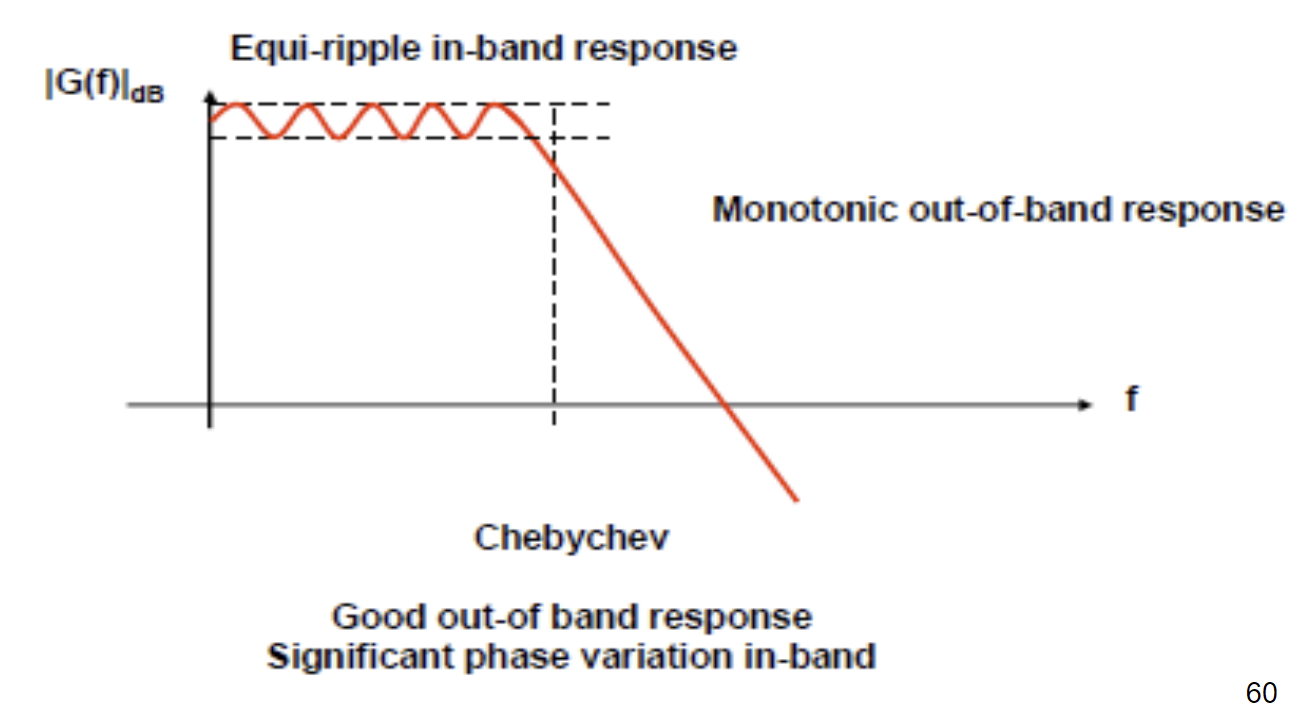 Equi-ripple in-band response
|G(f)|dB
Monotonic out-of-band response
f
Chebychev
Good out-of band response
Significant phase variation in-band
60